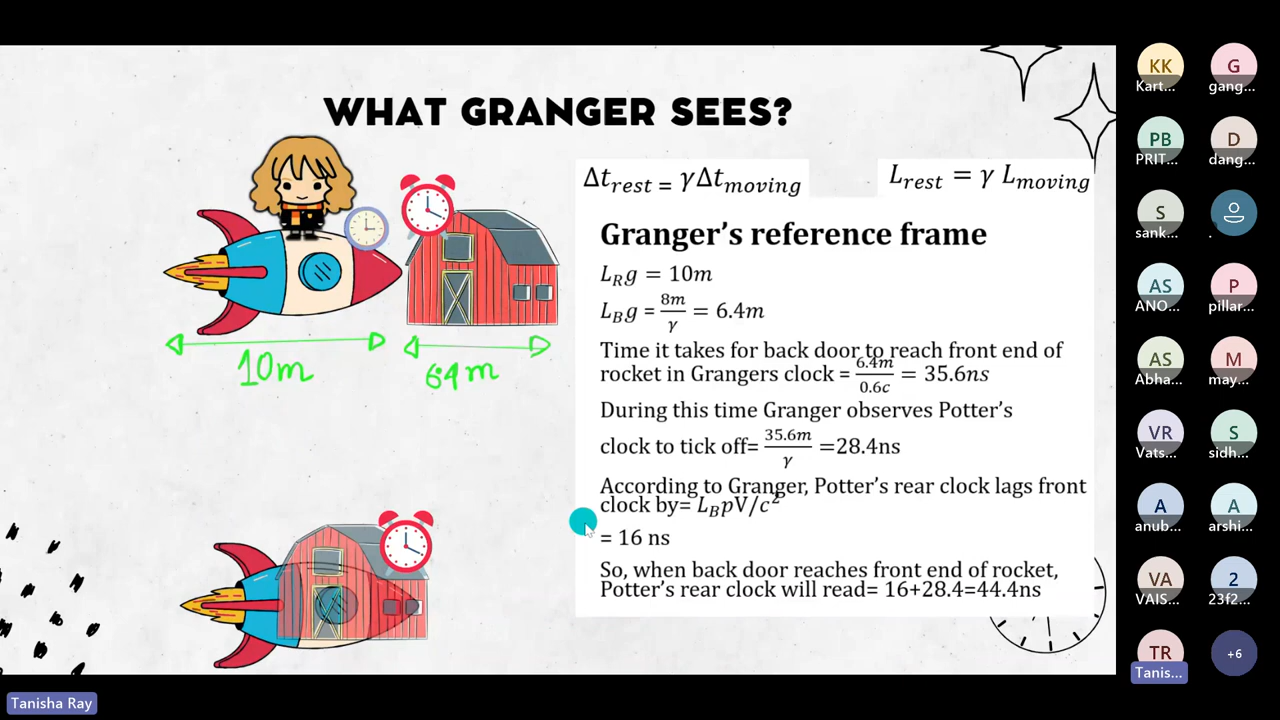 WHAT GRANGER SEES?
Δt_rest = γΔt_moving
L_rest = γ L_moving
Granger's reference frame
L_R g = 10m
L_B g = 8m/γ = 6.4m
Time it takes for back door to reach front end of
rocket in Grangers clock = 6.4m/0.6c = 35.6ns
During this time Granger observes Potter's
clock to tick off= 35.6m/γ =28.4ns
According to Granger, Potter's rear clock lags front
clock by= L_B pV/c²
= 16 ns
So, when back door reaches front end of rocket,
Potter's rear clock will read= 16+28.4=44.4ns
10m
6.4m
KK
Kart...
G
gang...
PB
PRIT...
D
dang...
S
sank...
.
AS
ANO...
P
pillar...
AS
Abha...
M
may...
VR
Vats...
S
sidh...
A
anub...
A
arshi...
VA
VAIS...
2
23f2...
TR
Tanis...
+6
Tanisha Ray